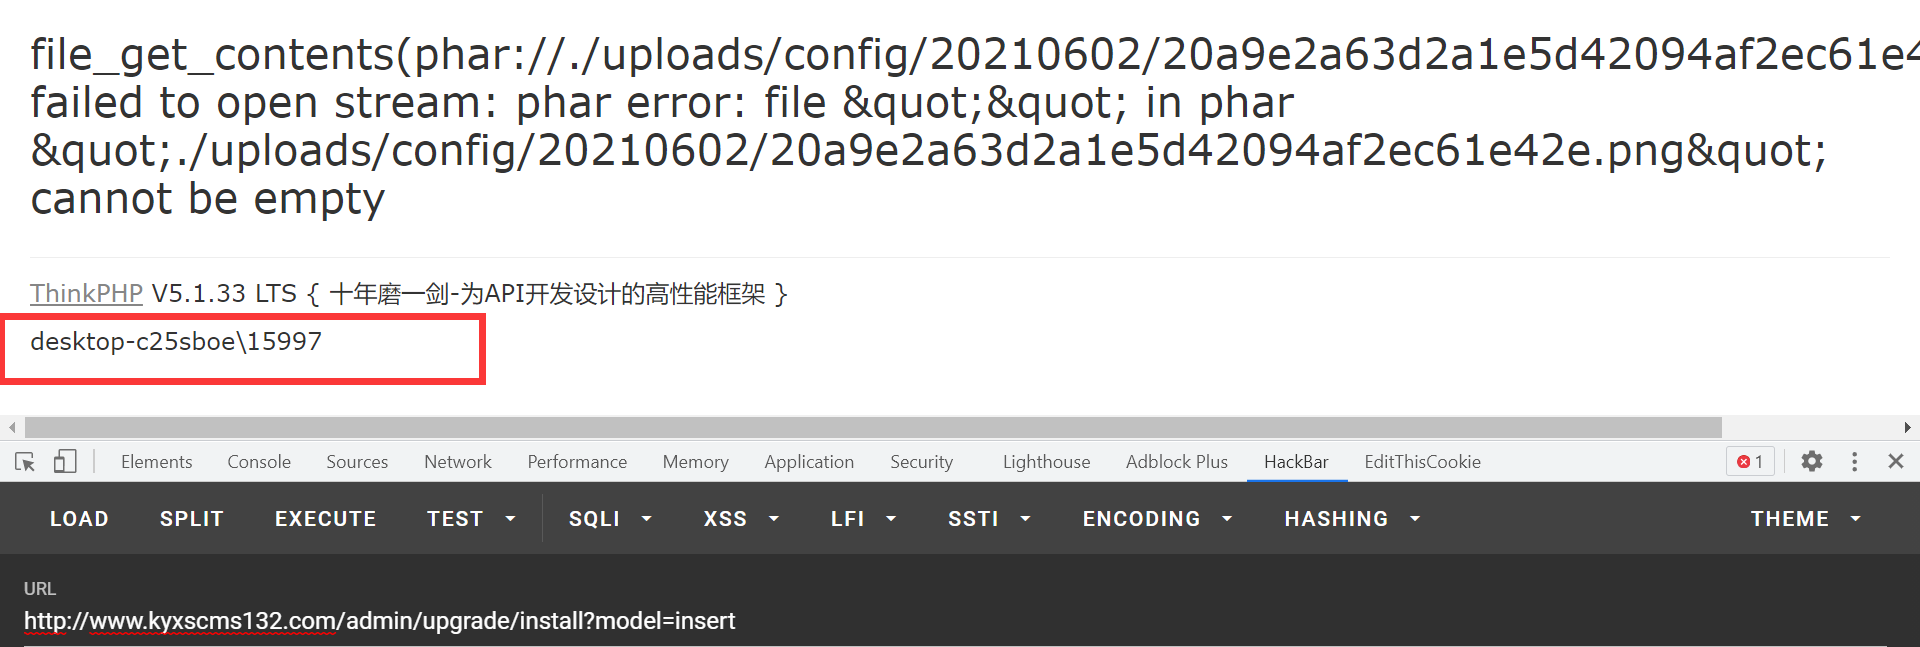 file_get_contents(phar://./uploads/config/20210602/20a9e2a63d2a1e5d42094af2ec61e4
failed to open stream: phar error: file &quot;&quot; in phar
&quot;./uploads/config/20210602/20a9e2a63d2a1e5d42094af2ec61e42e.png&quot;
cannot be empty
ThinkPHP V5.1.33 LTS { 十年磨一剑-为API开发设计的高性能框架 }
desktop-c25sboe\15997
Elements Console Sources Network Performance Memory Application Security Lighthouse Adblock Plus HackBar EditThisCookie 1
LOAD SPLIT EXECUTE TEST SQLI XSS LFI SSTI ENCODING HASHING THEME
URL
http://www.kyxscms132.com/admin/upgrade/install?model=insert